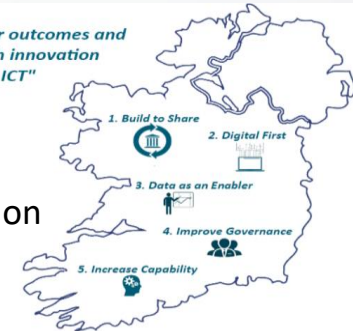 r outcomes and
innovation
ICT"
1. Build to Share
2. Digital First
3. Data as an Enabler
on
4. Improve Governance
5. Increase Capability